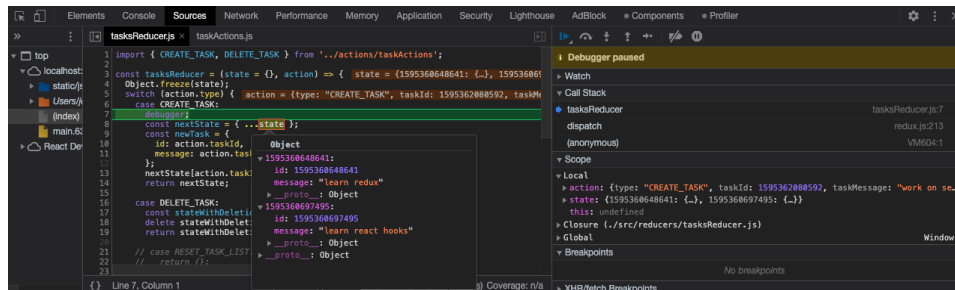 Elements Console Sources Network Performance Memory Application Security Lighthouse AdBlock Components Profiler
» tasksReducer.js × taskActions.js
top
localhost:
static/js
Users/j
(index)
main.63
React De
1 import { CREATE_TASK, DELETE_TASK } from '../actions/taskActions';
2
3 const tasksReducer = (state = {}, action) => { state = {1595360648641: {…}, 159536069
4 Object.freeze(state);
5 switch (action.type) { action = {type: "CREATE_TASK", taskId: 1595362080592, taskMe
6 case CREATE_TASK:
7 debugger;
8 const nextState = { ...state };
9 const newTask = {
10 id: action.taskId,
11 message: action.tas
12 };
13 nextState[action.task
14 return nextState;
15
16 case DELETE_TASK:
17 const stateWithDeleti
18 delete stateWithDelet
19 return stateWithDelet
20
21 // case RESET_TASK_LIST:
22 // return {};
23
Object
1595360648641:
id: 1595360648641
message: "learn redux"
__proto__: Object
1595360697495:
id: 1595360697495
message: "learn react hooks"
__proto__: Object
__proto__: Object
{} Line 7, Column 1
s) Coverage: n/a
Debugger paused
Watch
Call Stack
tasksReducer tasksReducer.js:7
dispatch redux.js:213
(anonymous) VM604:1
Scope
Local
action: {type: "CREATE_TASK", taskId: 1595362080592, taskMessage: "work on se…
state: {1595360648641: {…}, 1595360697495: {…}}
this: undefined
Closure (./src/reducers/tasksReducer.js)
Global Window
Breakpoints
No breakpoints
XHR/fetch Breakpoints